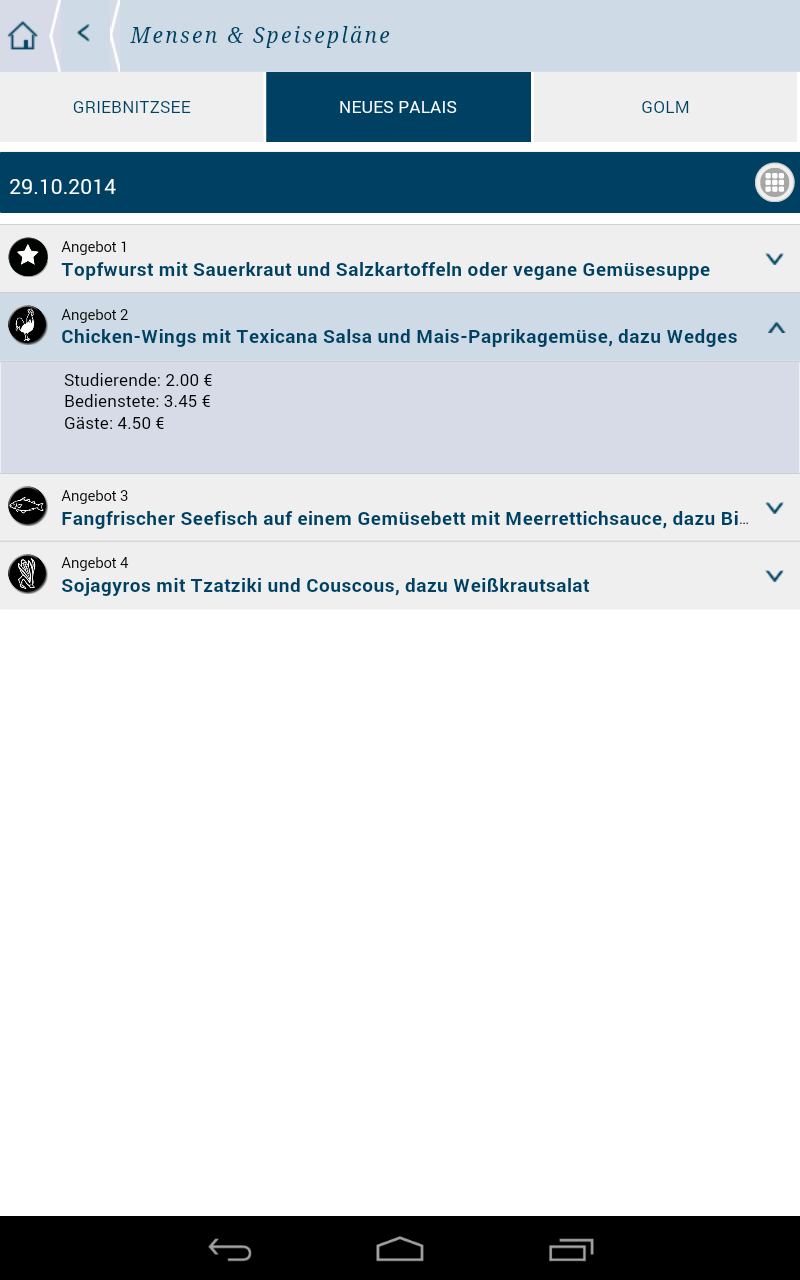 Mensen & Speisepläne
GRIEBNITZSEE
NEUES PALAIS
GOLM
29.10.2014
Angebot 1
Topfwurst mit Sauerkraut und Salzkartoffeln oder vegane Gemüsesuppe
Angebot 2
Chicken-Wings mit Texicana Salsa und Mais-Paprikagemüse, dazu Wedges
Studierende: 2.00 €
Bedienstete: 3.45 €
Gäste: 4.50 €
Angebot 3
Fangfrischer Seefisch auf einem Gemüsebett mit Meerrettichsauce, dazu Bi...
Angebot 4
Sojagyros mit Tzatziki und Couscous, dazu Weißkrautsalat